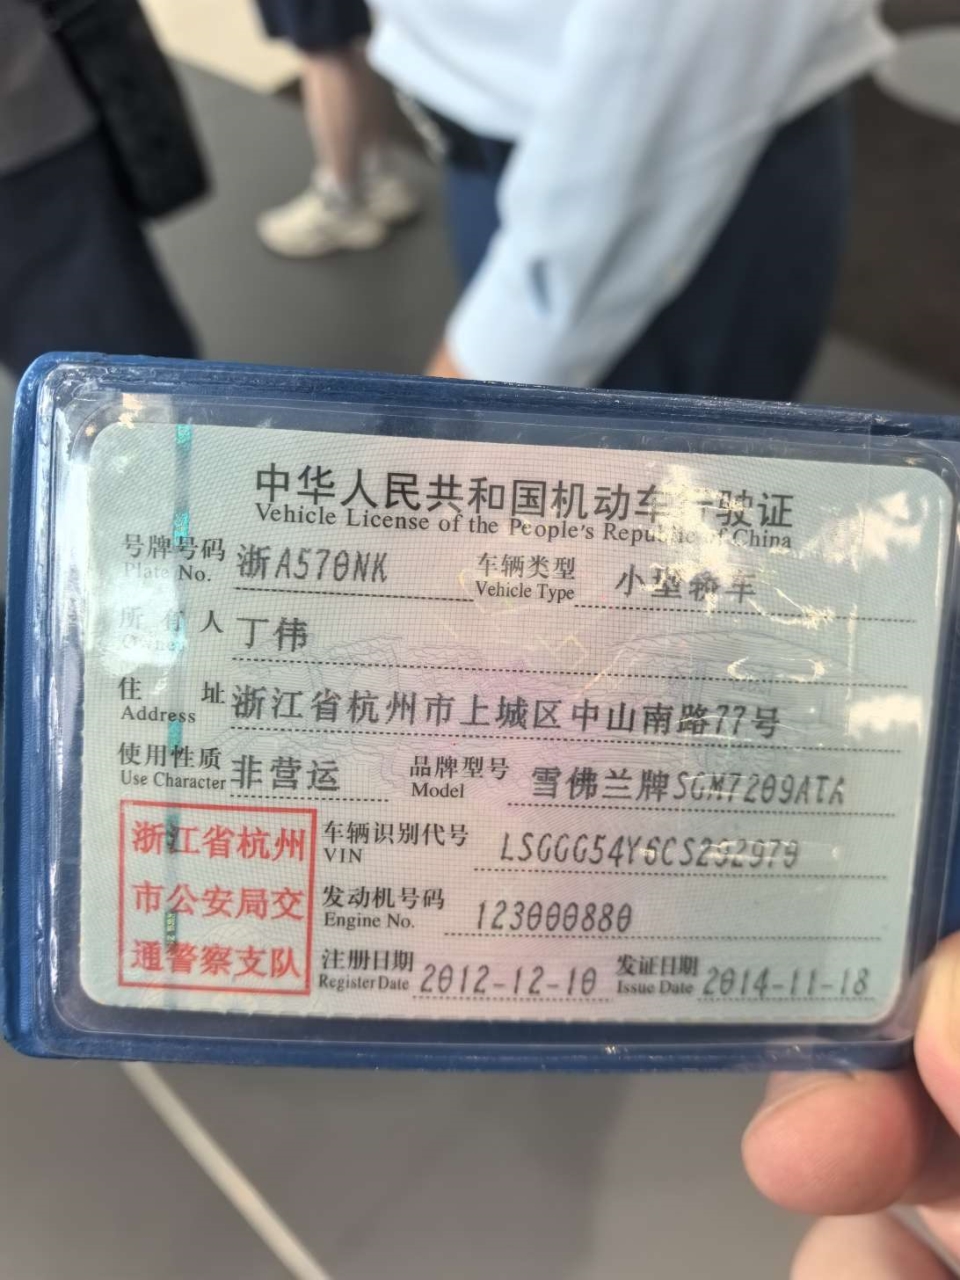 中华人民共和国机动车行驶证
Vehicle License of the People's Republic of China
号牌号码 浙A570NK 车辆类型 小型轿车
Plate No. Vehicle Type
所有人 丁伟
Owner
住址 浙江省杭州市上城区中山南路77号
Address
使用性质 非营运 品牌型号 雪佛兰牌SGM7209ATA
Use Character Model
浙江省杭州
市公安局交
通警察支队
车辆识别代号 LSGGG54Y6CS292979
VIN
发动机号码 123000880
Engine No.
注册日期 2012-12-10 发证日期 2014-11-18
Register Date Issue Date